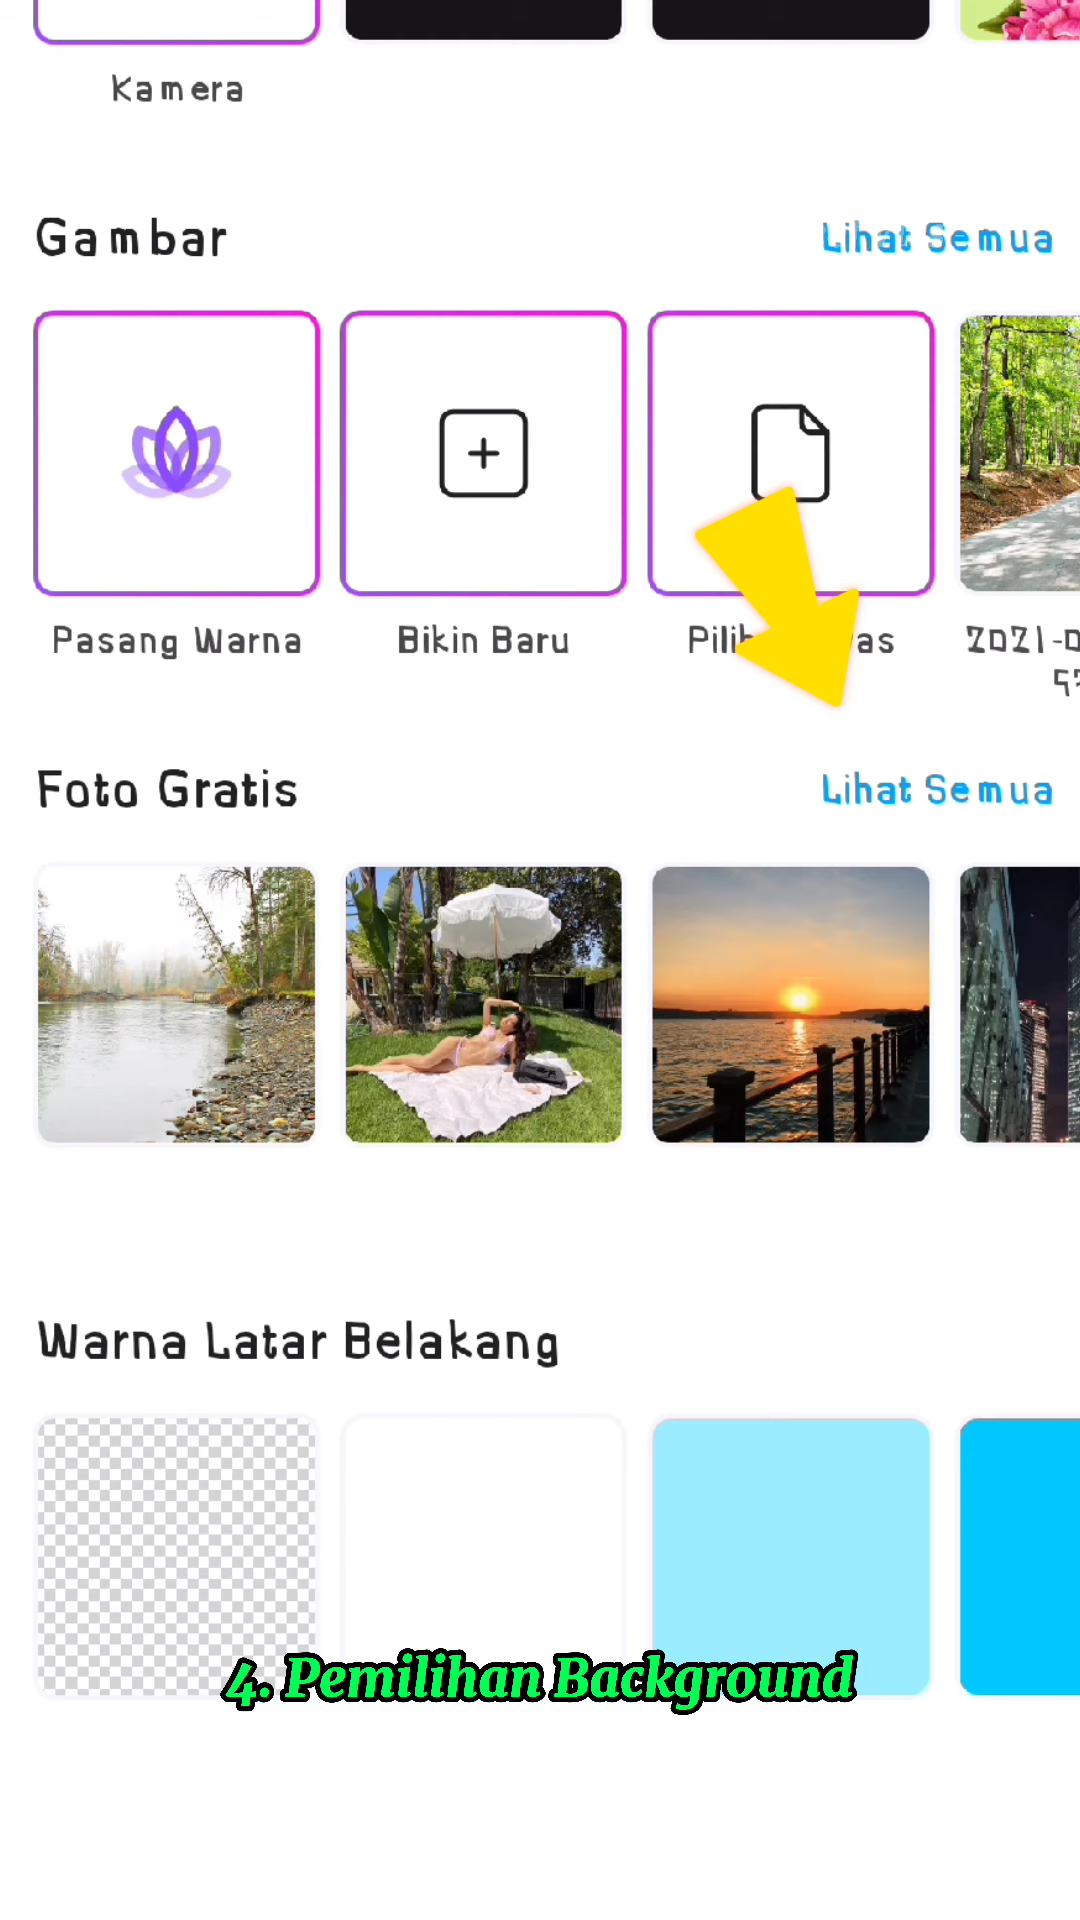 Kamera
Gambar
Lihat Semua
Pasang Warna
Bikin Baru
Foto Gratis
Lihat Semua
Warna Latar Belakang
4. Pemilihan Background